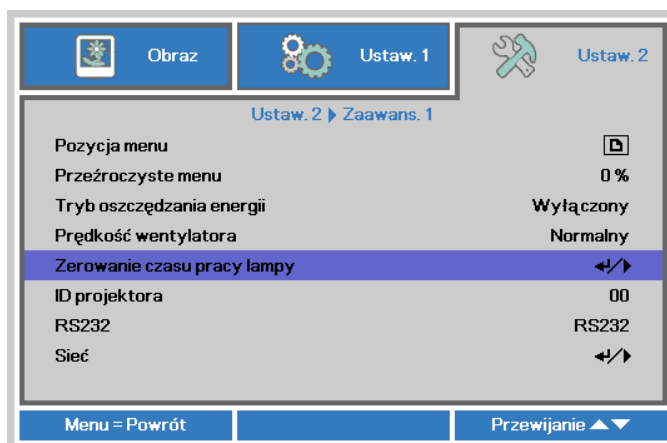 Obraz
Ustaw. 1
Ustaw. 2
Ustaw. 2 Zaawans. 1
Pozycja menu
Przeźroczyste menu 0 %
Tryb oszczędzania energii Wyłączony
Prędkość wentylatora Normalny
Zerowanie czasu pracy lampy
ID projektora 00
RS232 RS232
Sieć
Menu = Powrót Przewijanie